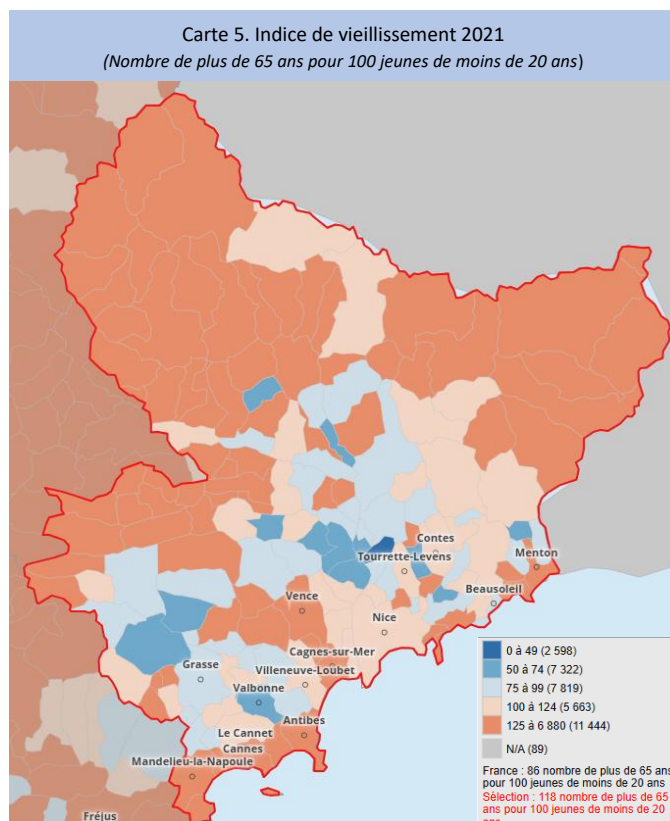 Carte 5. Indice de vieillissement 2021
(Nombre de plus de 65 ans pour 100 jeunes de moins de 20 ans)
Contes
Tourrette-Levens
Menton
Beausoleil
Vence
Nice
Cagnes-sur-Mer
Grasse
Villeneuve-Loubet
Valbonne
Antibes
Le Cannet
Cannes
Mandelieu-la-Napoule
Fréjus
0 à 49 (2 598)
50 à 74 (7 322)
75 à 99 (7 819)
100 à 124 (5 663)
125 à 6 880 (11 444)
N/A (89)
France : 86 nombre de plus de 65 ans
pour 100 jeunes de moins de 20 ans
Sélection : 118 nombre de plus de 65
ans pour 100 jeunes de moins de 20